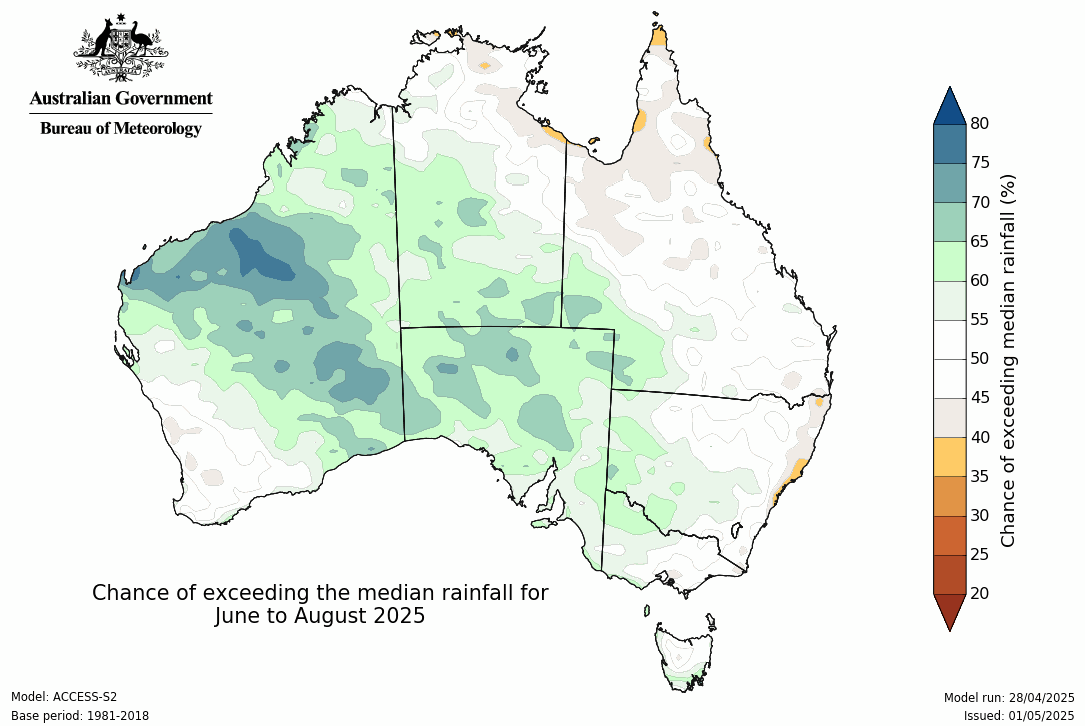 Australian Government
Bureau of Meteorology
80
75
70
65
60
55
50
45
40
35
30
25
20
Chance of exceeding median rainfall (%)
Chance of exceeding the median rainfall for
June to August 2025
Model: ACCESS-S2
Base period: 1981-2018
Model run: 28/04/2025
Issued: 01/05/2025